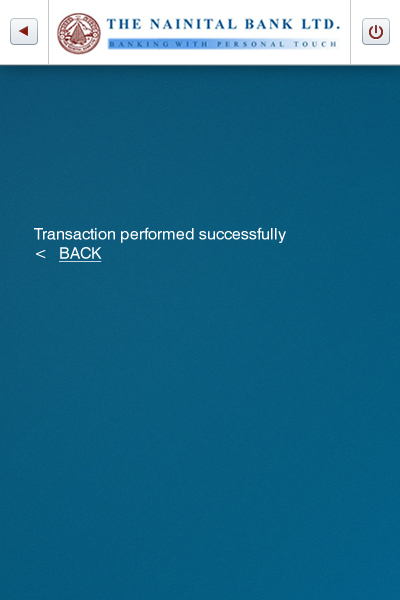 THE NAINITAL BANK LTD.
BANKING WITH PERSONAL TOUCH
Transaction performed successfully
< BACK